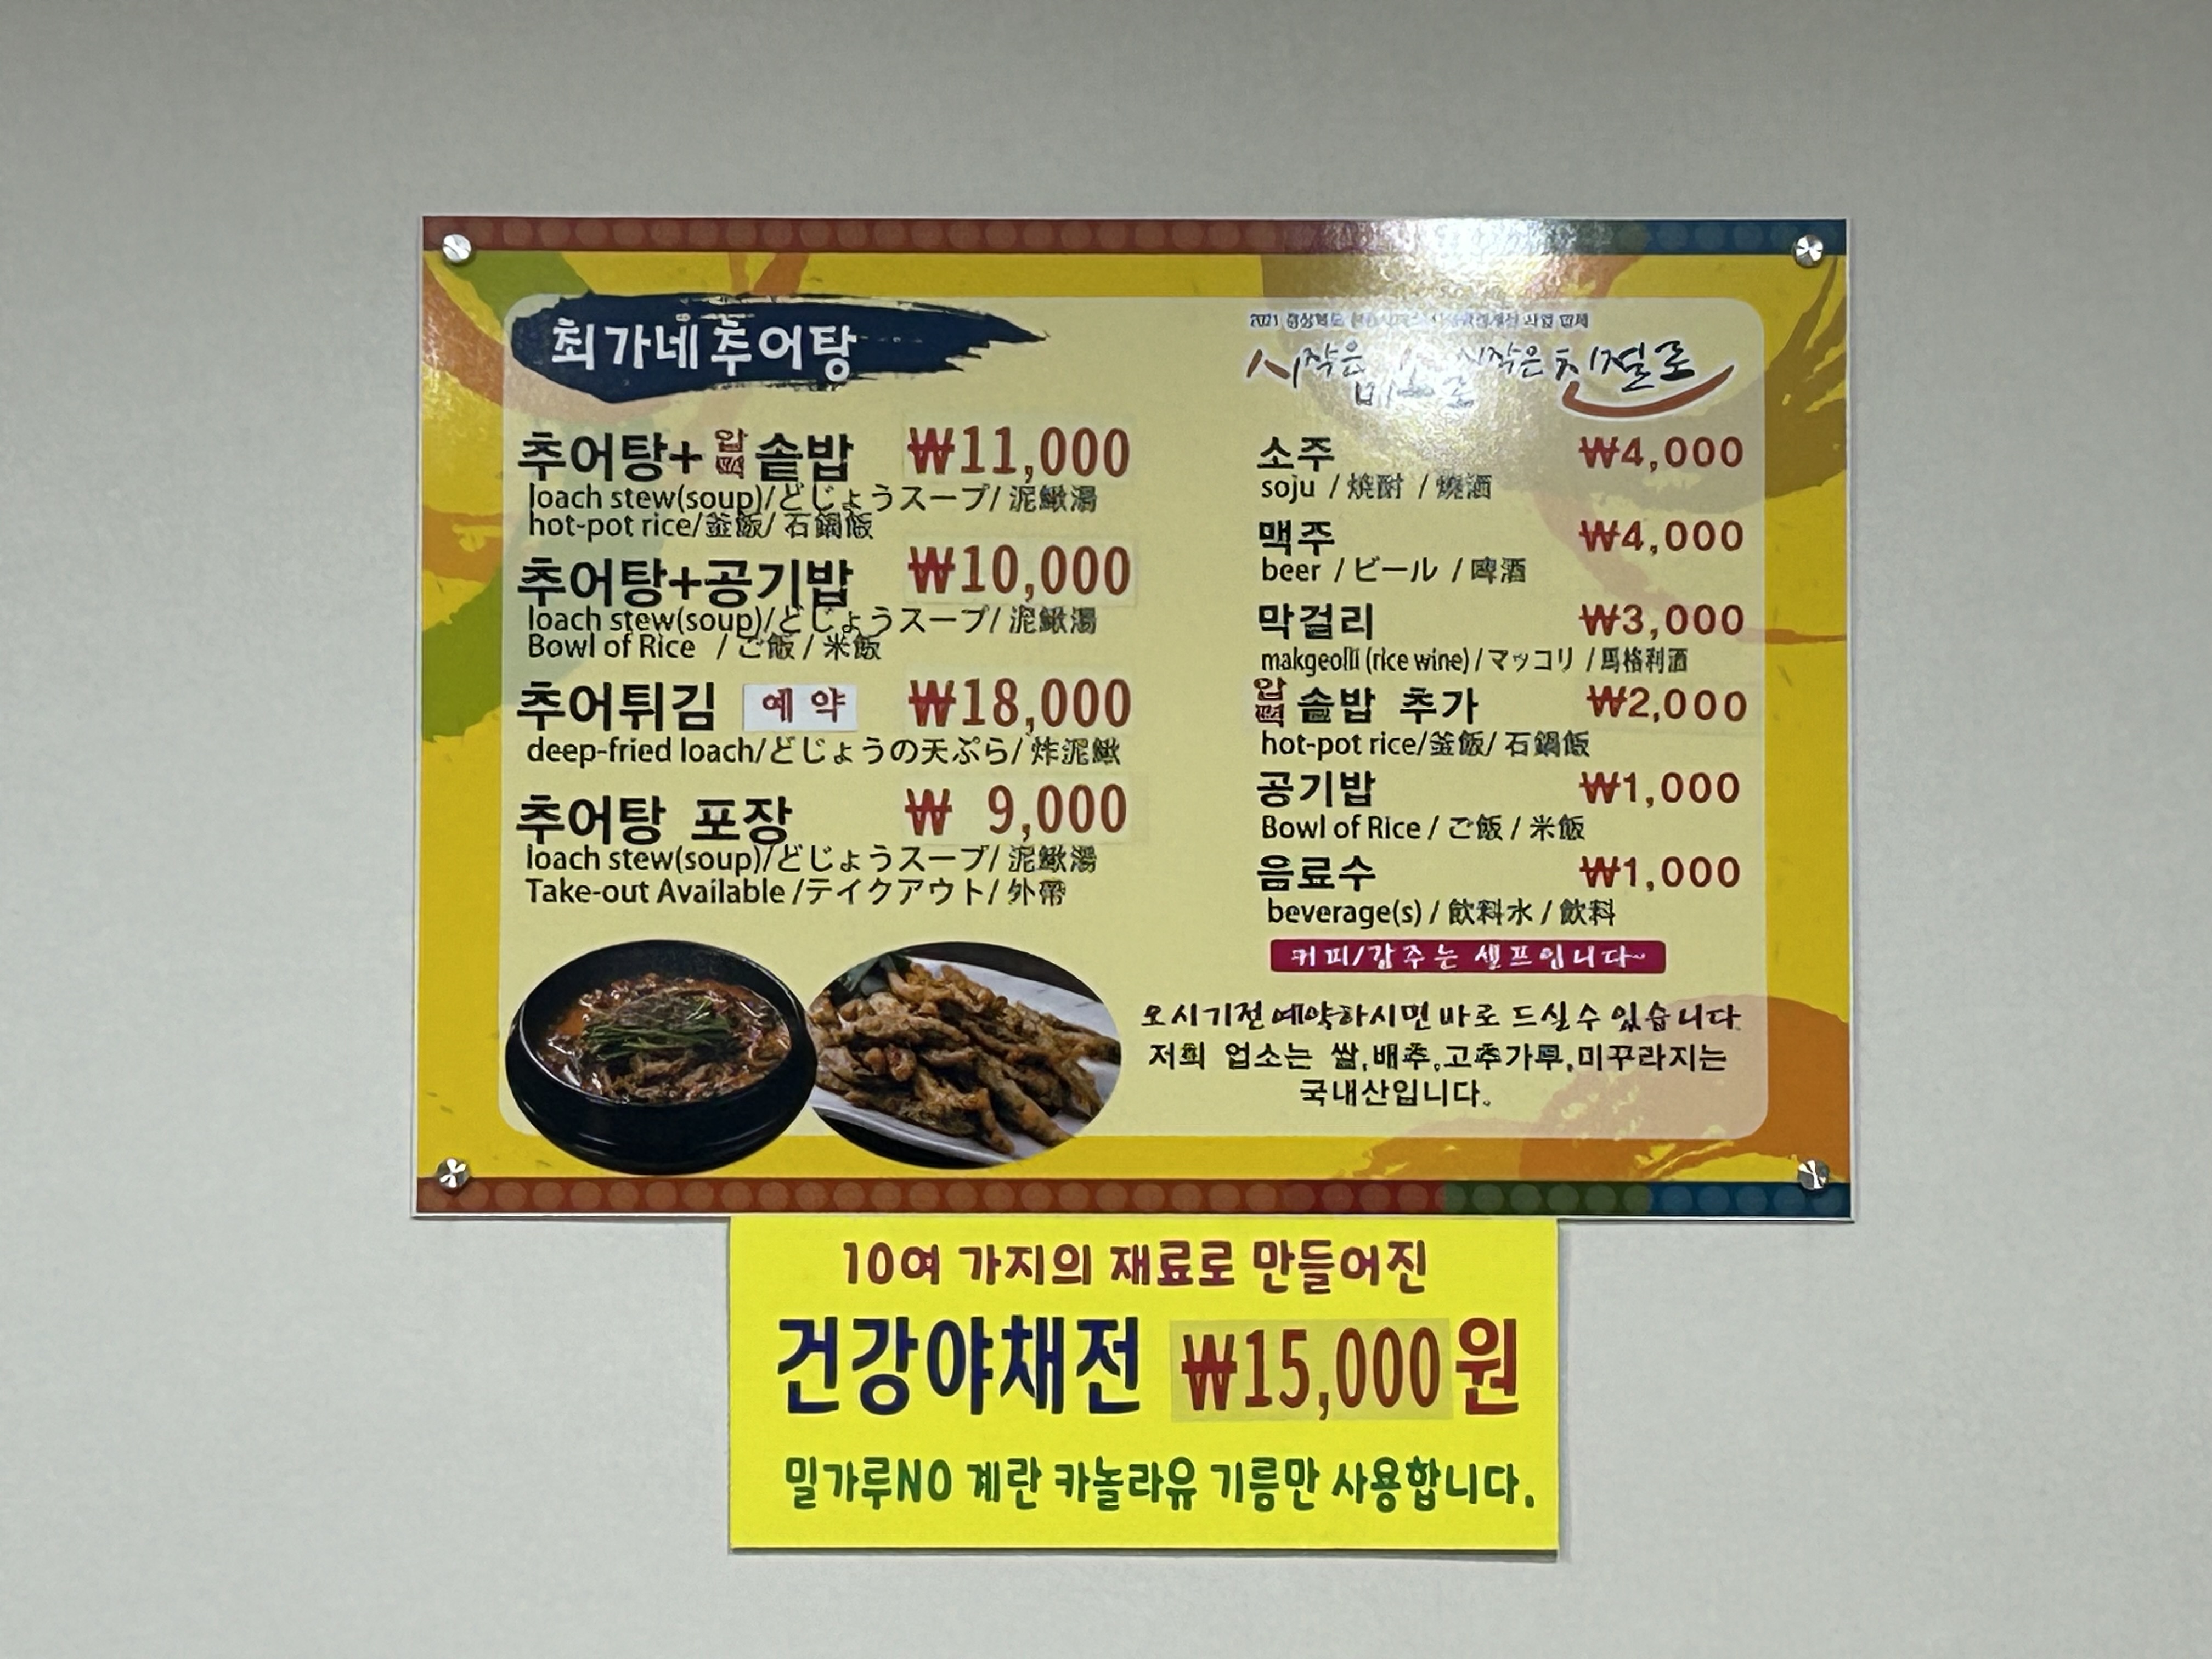 최가네추어탕
추어탕+압력솥밥 ₩11,000
loach stew(soup)/どじょうスープ/ 泥鰍湯
hot-pot rice/釜飯/ 石鍋飯
추어탕+공기밥 ₩10,000
loach stew(soup)/どじょうスープ/ 泥鰍湯
Bowl of Rice / ご飯 / 米飯
추어튀김 예약 ₩18,000
deep-fried loach/どじょうの天ぷら/ 炸泥鰍
추어탕 포장 ₩ 9,000
loach stew(soup)/どじょうスープ/ 泥鰍湯
Take-out Available /テイクアウト/ 外帶
2021 경상북도
시작은 시작은 친절로
소주 ₩4,000
soju / 焼酎 / 燒酒
맥주 ₩4,000
beer / ビール / 啤酒
막걸리 ₩3,000
makgeolli (rice wine) / マッコリ / 馬格利酒
압력 솥밥 추가 ₩2,000
hot-pot rice/釜飯/ 石鍋飯
공기밥 ₩1,000
Bowl of Rice / ご飯 / 米飯
음료수 ₩1,000
beverage(s) / 飲料水 / 飲料
커피/감주는 셀프입니다~
오시기전 예약하시면 바로 드실수 있습니다
저희 업소는 쌀,배추,고추가루,미꾸라지는
국내산입니다.
10여 가지의 재료로 만들어진
건강야채전 ₩15,000원
밀가루NO 계란 카놀라유 기름만 사용합니다.